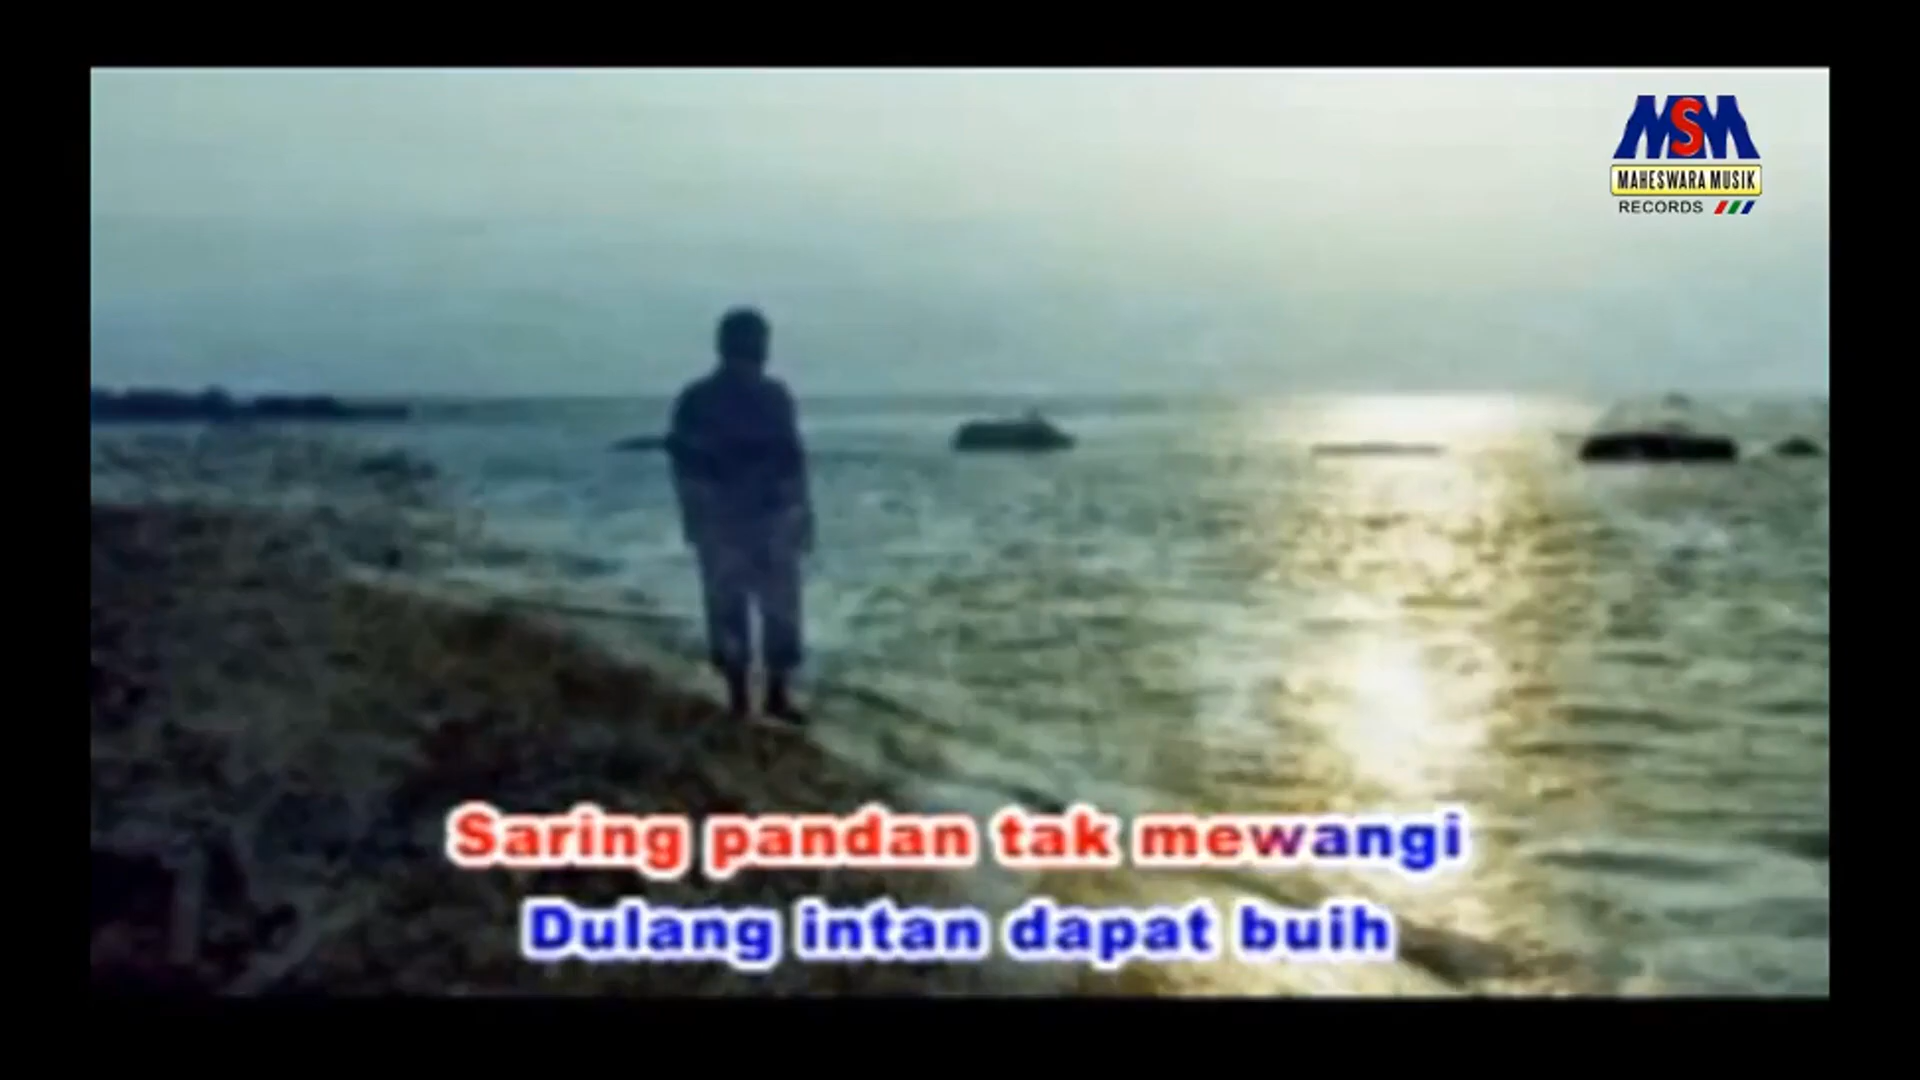 MSM
MAHESWARA MUSIK
RECORDS
Saring pandan tak mewangi
Dulang intan dapat buih